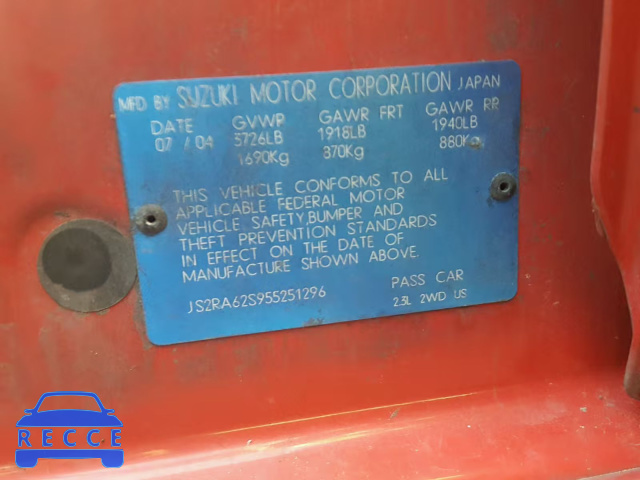 MFD BY SUZUKI MOTOR CORPORATION JAPAN
DATE GVWR GAWR FRT GAWR RR
07 / 04 3726LB 1918LB 1940LB
1690Kg 870Kg 880Kg
THIS VEHICLE CONFORMS TO ALL
APPLICABLE FEDERAL MOTOR
VEHICLE SAFETY,BUMPER AND
THEFT PREVENTION STANDARDS
IN EFFECT ON THE DATE OF
MANUFACTURE SHOWN ABOVE.
JS2RA62S955251296 PASS CAR
2.3L 2WD US
RECCE